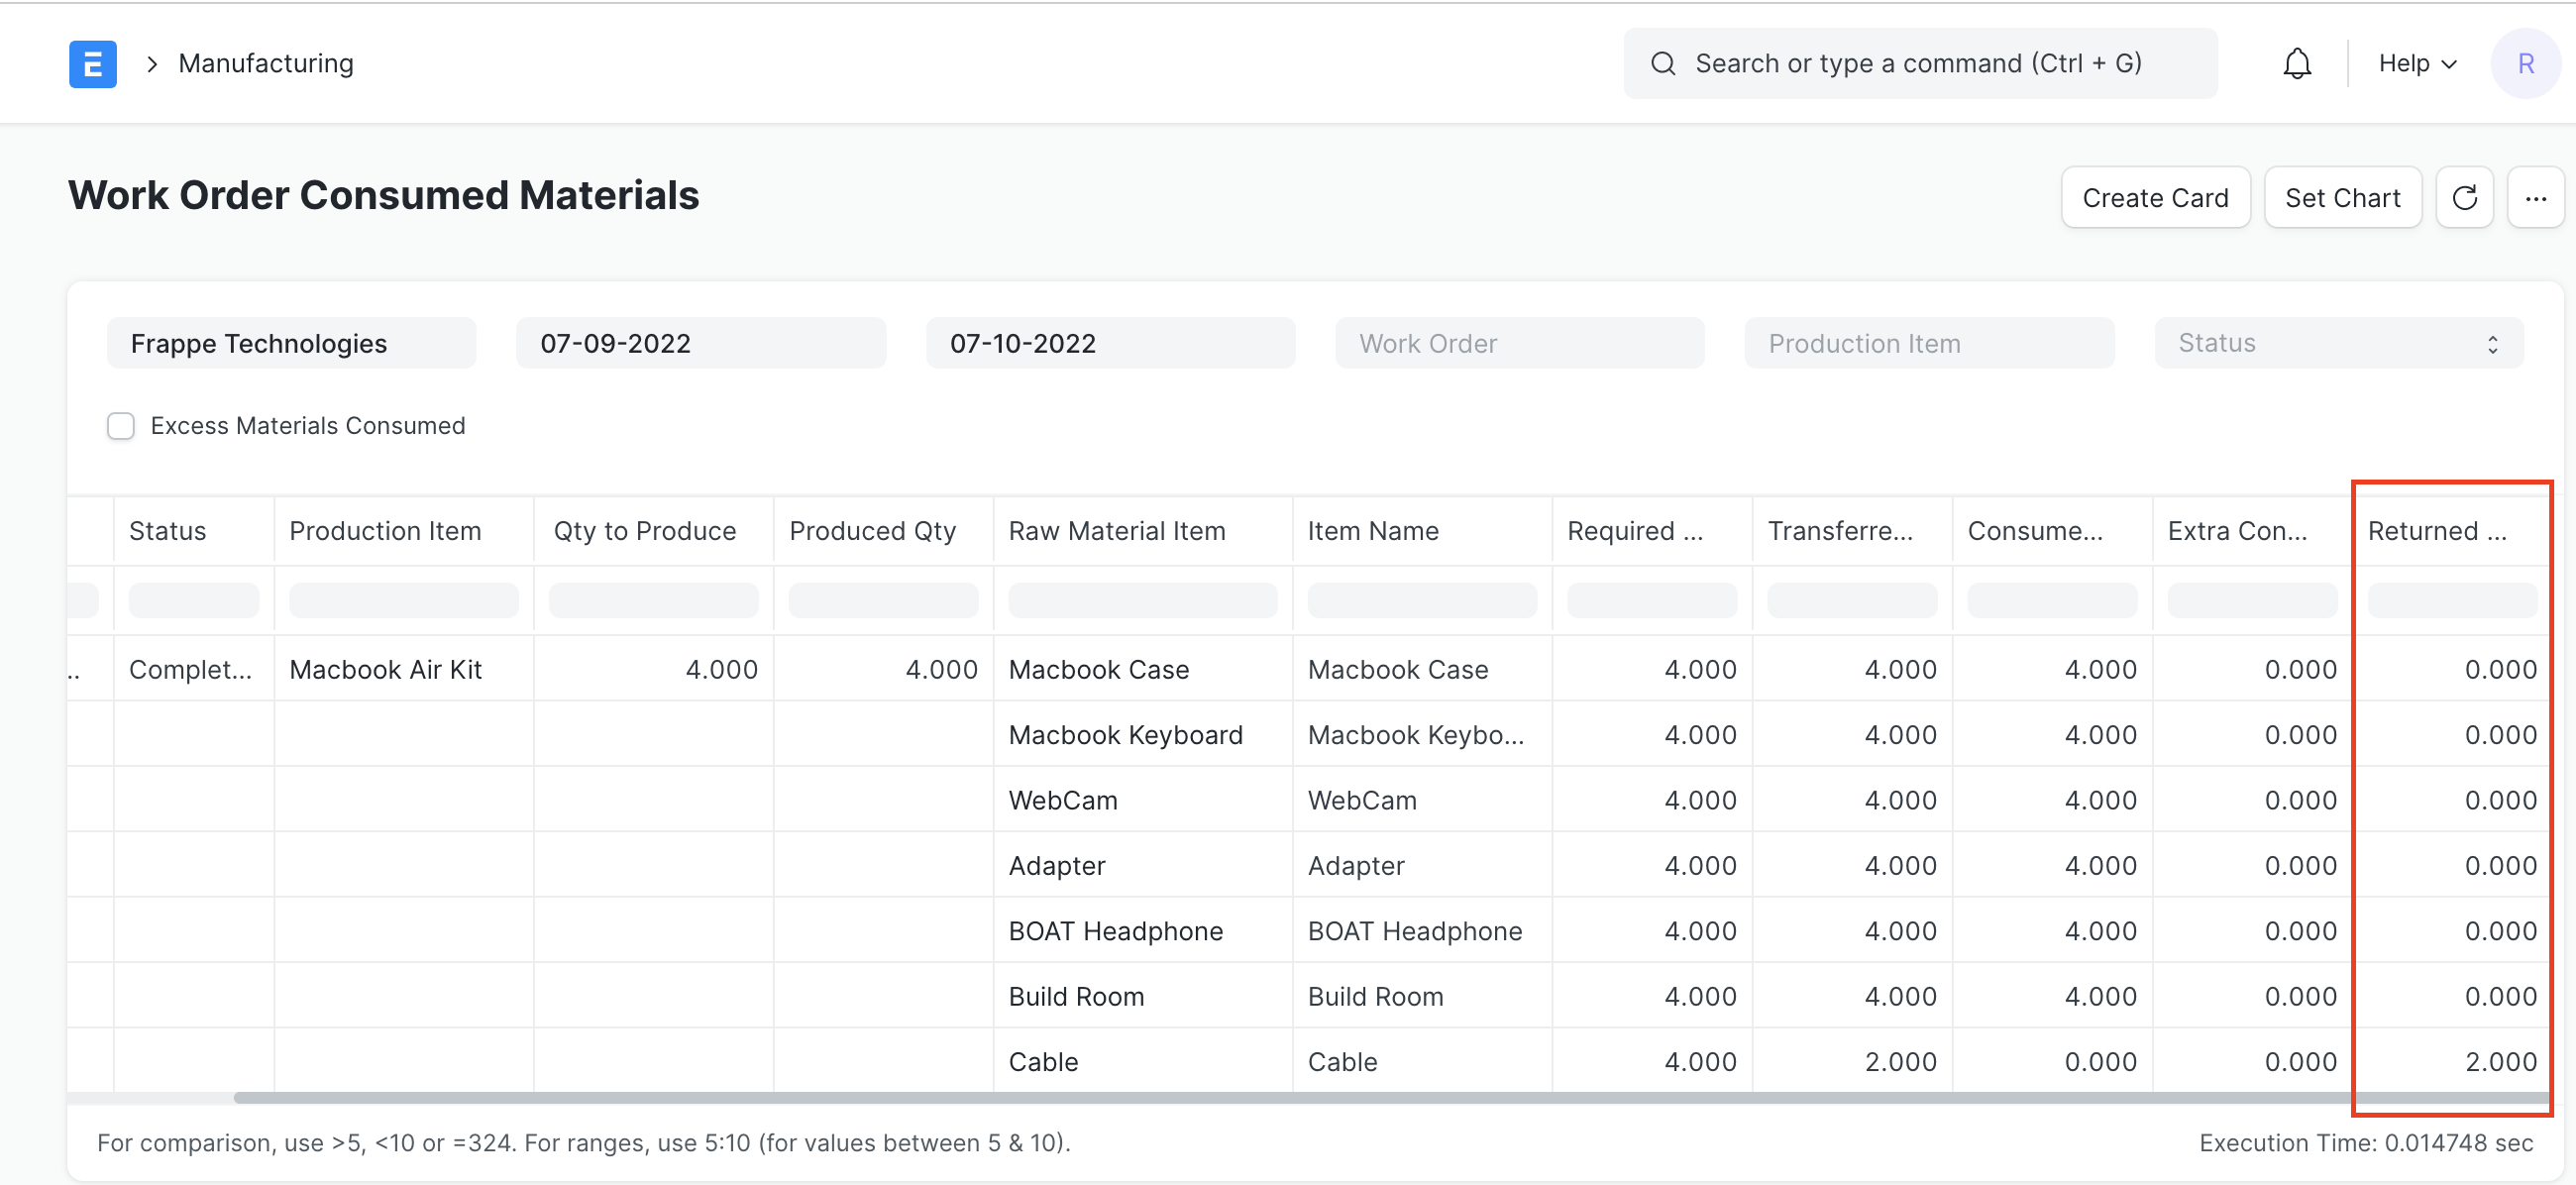 E > Manufacturing Search or type a command (Ctrl + G) Help R
Work Order Consumed Materials Create Card Set Chart ...
Frappe Technologies 07-09-2022 07-10-2022 Work Order Production Item Status
Excess Materials Consumed
Status Production Item Qty to Produce Produced Qty Raw Material Item Item Name Required ... Transferre... Consume... Extra Con... Returned ...
.. Complet... Macbook Air Kit 4.000 4.000 Macbook Case Macbook Case 4.000 4.000 4.000 0.000 0.000
Macbook Keyboard Macbook Keybo... 4.000 4.000 4.000 0.000 0.000
WebCam WebCam 4.000 4.000 4.000 0.000 0.000
Adapter Adapter 4.000 4.000 4.000 0.000 0.000
BOAT Headphone BOAT Headphone 4.000 4.000 4.000 0.000 0.000
Build Room Build Room 4.000 4.000 4.000 0.000 0.000
Cable Cable 4.000 2.000 0.000 0.000 2.000
For comparison, use >5, <10 or =324. For ranges, use 5:10 (for values between 5 & 10). Execution Time: 0.014748 sec